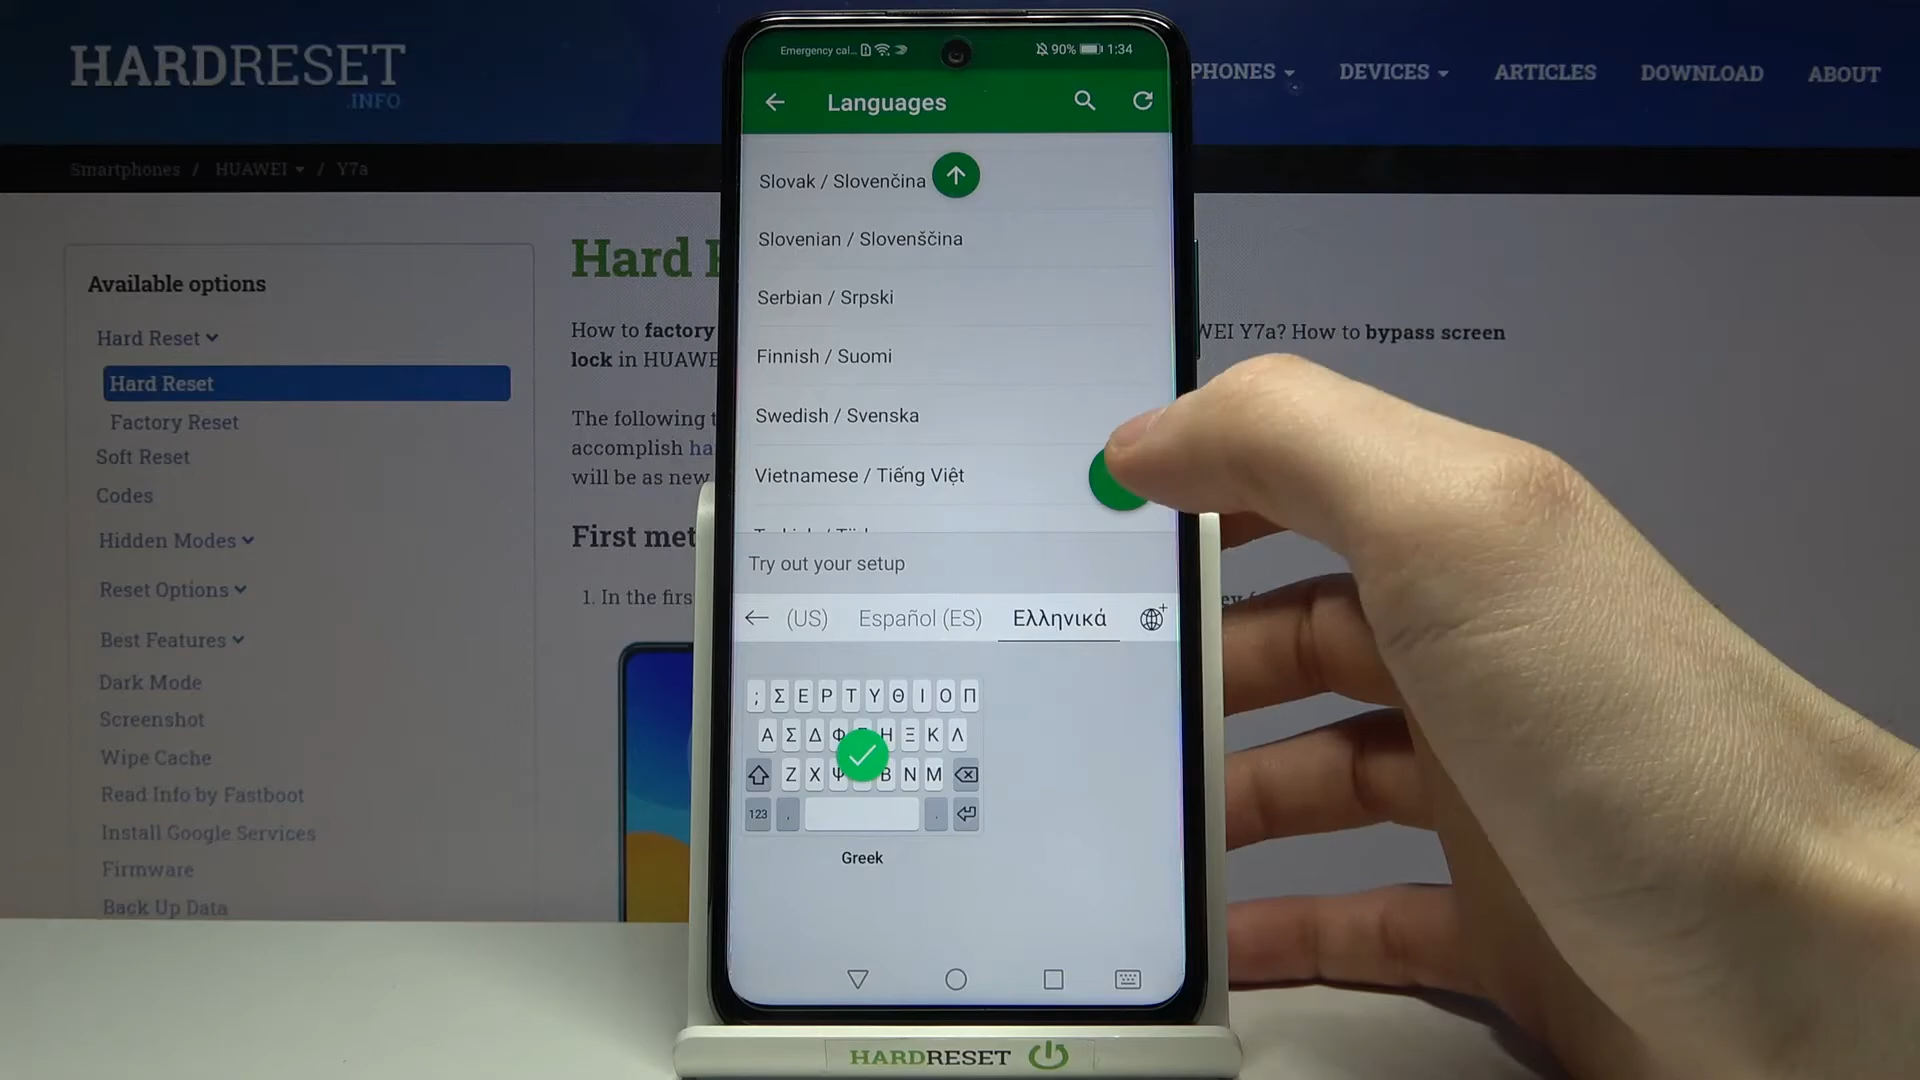 HARDRESET
.INFO
PHONES
DEVICES
ARTICLES
DOWNLOAD
ABOUT
Smartphones / HUAWEI / Y7a
Available options
Hard Reset
Hard Reset
Factory Reset
Soft Reset
Codes
Hidden Modes
Reset Options
Best Features
Dark Mode
Screenshot
Wipe Cache
Read Info by Fastboot
Install Google Services
Firmware
Back Up Data
Hard
How to factory
WEI Y7a? How to bypass screen
lock in HUAWE
The following
accomplish ha
will be as new
First met
1. In the firs
Emergency cal...
90%
1:34
Languages
Slovak / Slovenčina
Slovenian / Slovenščina
Serbian / Srpski
Finnish / Suomi
Swedish / Svenska
Vietnamese / Tiếng Việt
Try out your setup
(US) Español (ES) Ελληνικά
; Σ Ε Ρ Τ Υ Θ Ι Ο Π
Α Σ Δ Φ Η Ξ Κ Λ
Ζ Χ Ψ Β Ν Μ
123 , .
Greek
HARDRESET